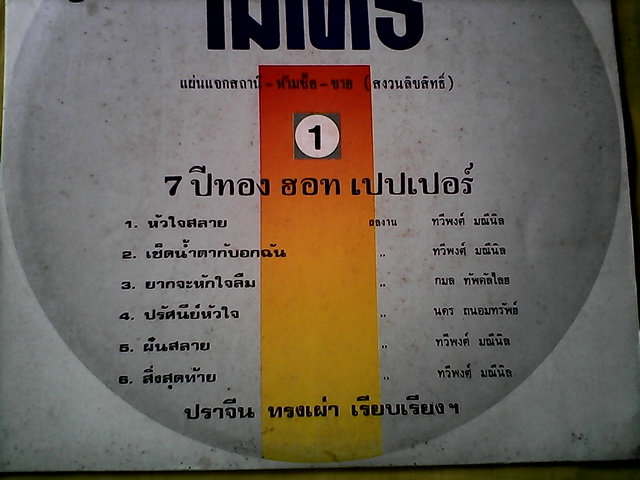 แผ่นแจกสถานี - ห้ามซื้อ - ขาย (สงวนลิขสิทธิ์)
1
7 ปีทอง ฮอท เปปเปอร์
1. หัวใจสลาย ผลงาน ทวีพงศ์ มณีนิล
2. เช็ดน้ำตากับอกฉัน " ทวีพงศ์ มณีนิล
3. ยากจะหักใจลืม " กมล ทัพคัลไลย
4. ปรัศนีย์หัวใจ " นคร ถนอมทรัพย์
5. ฝันสลาย " ทวีพงศ์ มณีนิล
6. สิ่งสุดท้าย " ทวีพงศ์ มณีนิล
ปราจีน ทรงเผ่า เรียบเรียงฯ